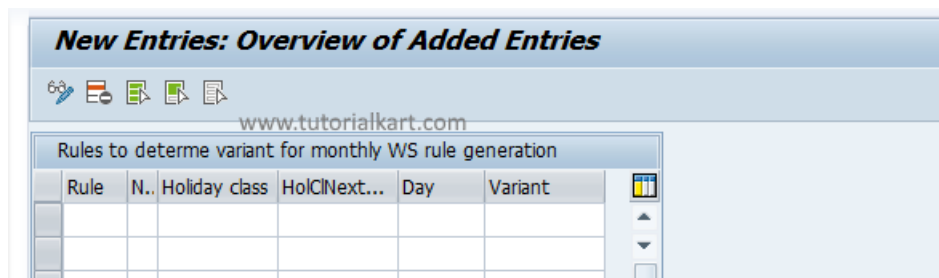 New Entries: Overview of Added Entries
www.tutorialkart.com
Rules to determe variant for monthly WS rule generation
Rule N.. Holiday class HolClNext... Day Variant